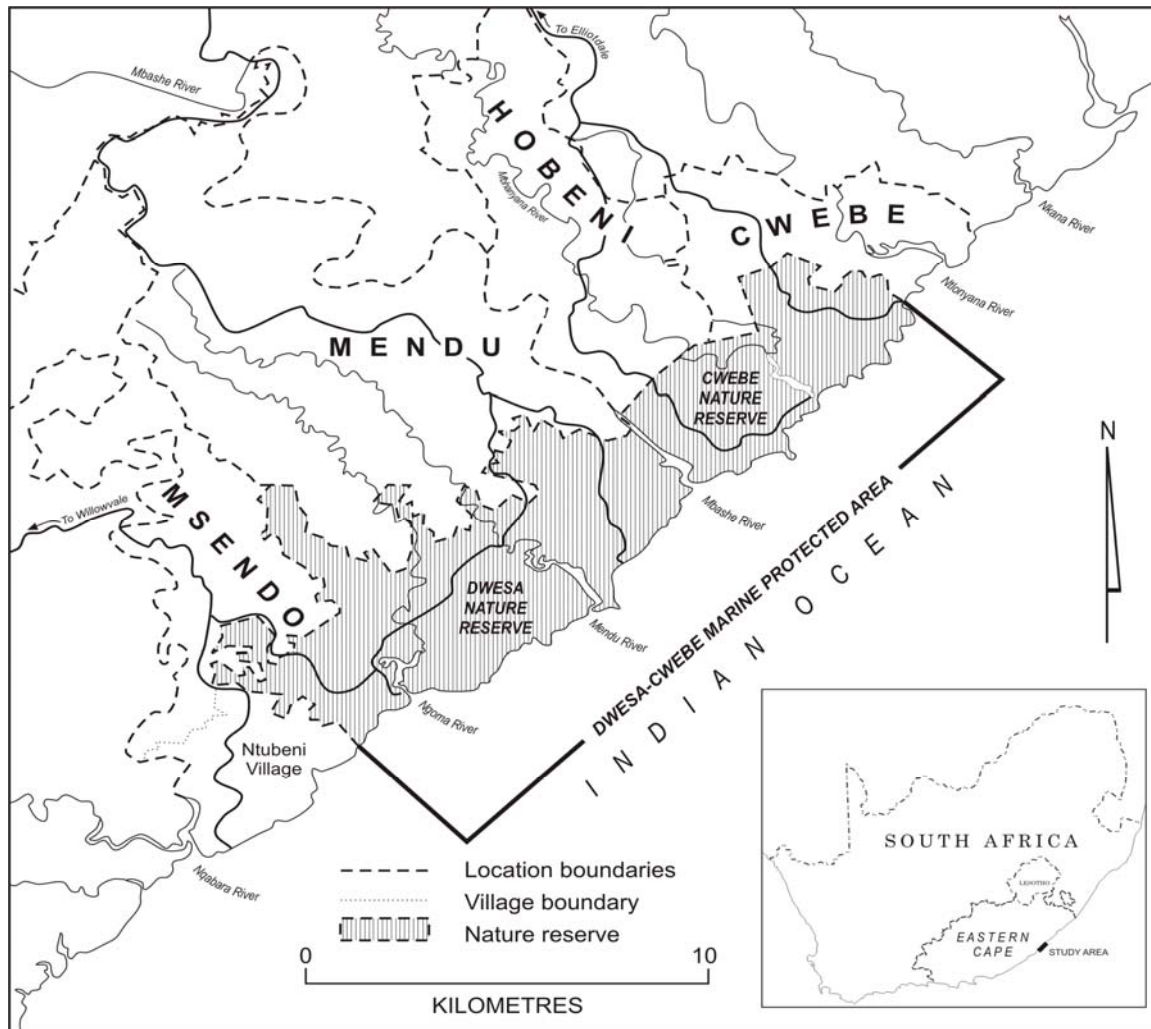 To Elliotdale
Mbashe River
HOBENI
Mbhanyana River
CWEBE
Nkana River
Ntlonyana River
MENDU
CWEBE
NATURE
RESERVE
N
To Willowvale
MSENDO
Mbashe River
DWESA
NATURE
RESERVE
Mendu River
DWESA-CWEBE MARINE PROTECTED AREA
INDIAN OCEAN
Ngoma River
Ntubeni
Village
Nqabara River
Location boundaries
Village boundary
Nature reserve
0
10
KILOMETRES
SOUTH AFRICA
LESOTHO
EASTERN
CAPE
STUDY AREA